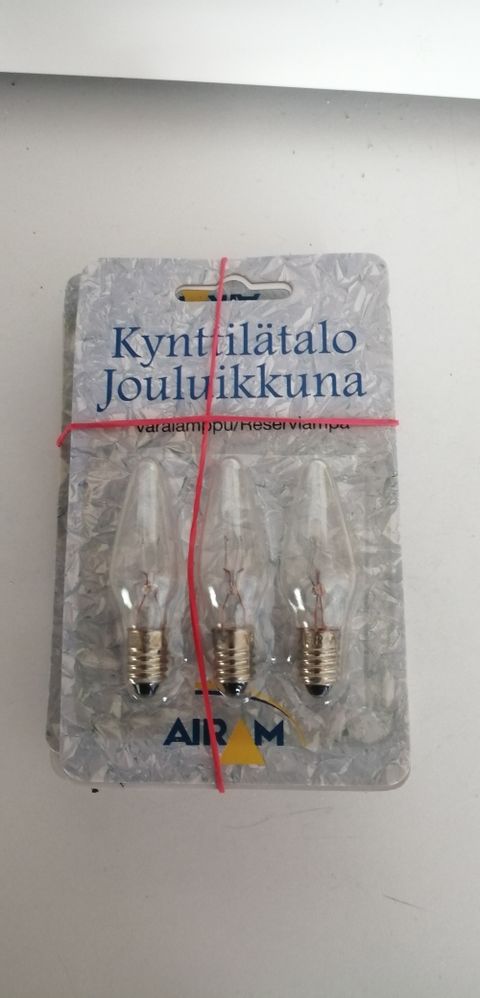 Kynttilätalo
Jouluikkuna
Varalamppu/Reservlampa
AIRAM